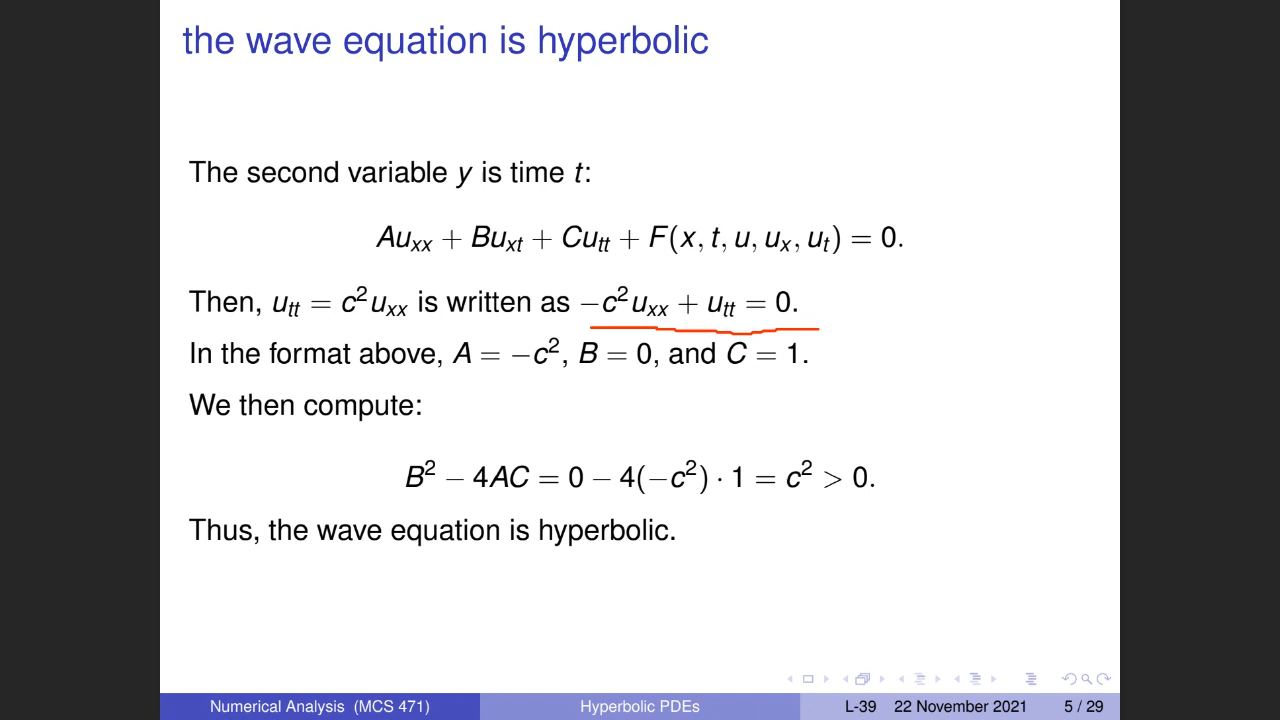 the wave equation is hyperbolic
The second variable y is time t:
Au_xx + Bu_xt + Cu_tt + F(x, t, u, u_x, u_t) = 0.
Then, u_tt = c²u_xx is written as −c²u_xx + u_tt = 0.
In the format above, A = −c², B = 0, and C = 1.
We then compute:
B² − 4AC = 0 − 4(−c²) · 1 = c² > 0.
Thus, the wave equation is hyperbolic.
Numerical Analysis (MCS 471) Hyperbolic PDEs L-39 22 November 2021 5 / 29